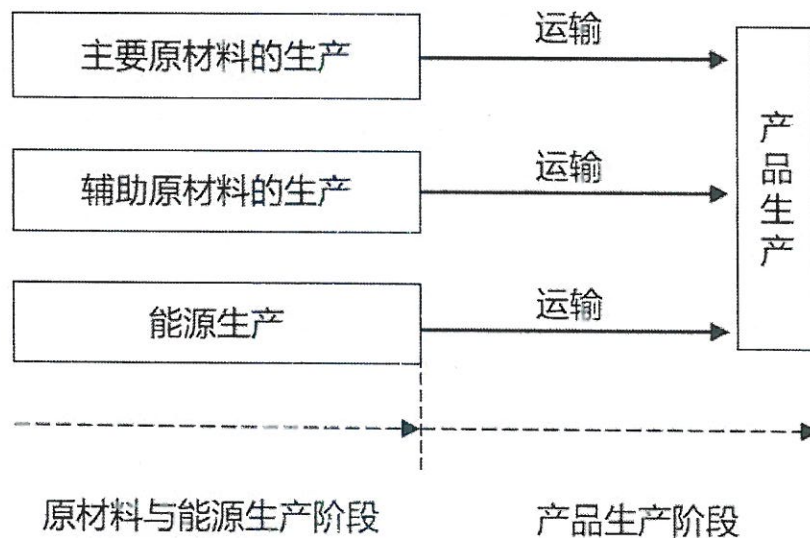 主要原材料的生产
运输
辅助原材料的生产
运输
能源生产
运输
产品生产
原材料与能源生产阶段
产品生产阶段